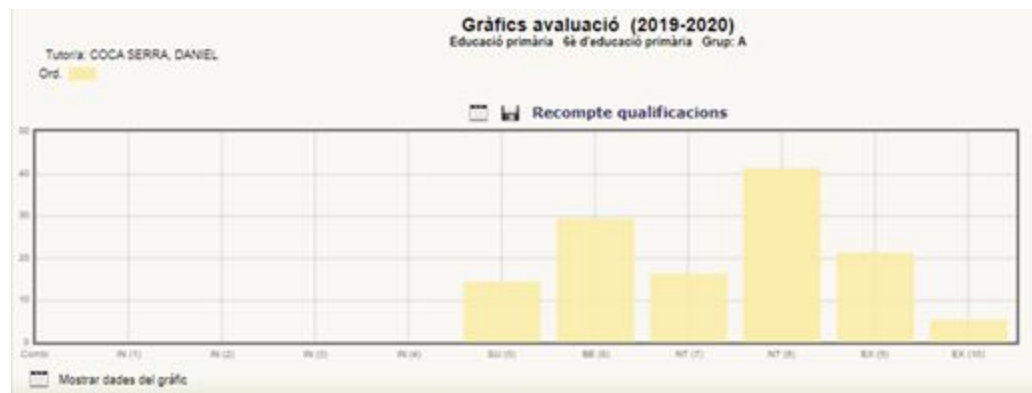 Gràfics avaluació (2019-2020)
Educació primària 6è d'educació primària Grup: A
Tutor/a: COCA SERRA, DANIEL
Ord.
Recompte qualificacions
50
40
30
20
10
0
IN (1) IN (2) IN (3) IN (4) SU (5) BE (6) NT (7) NT (8) EX (9) EX (10)
Mostrar dades del gràfic